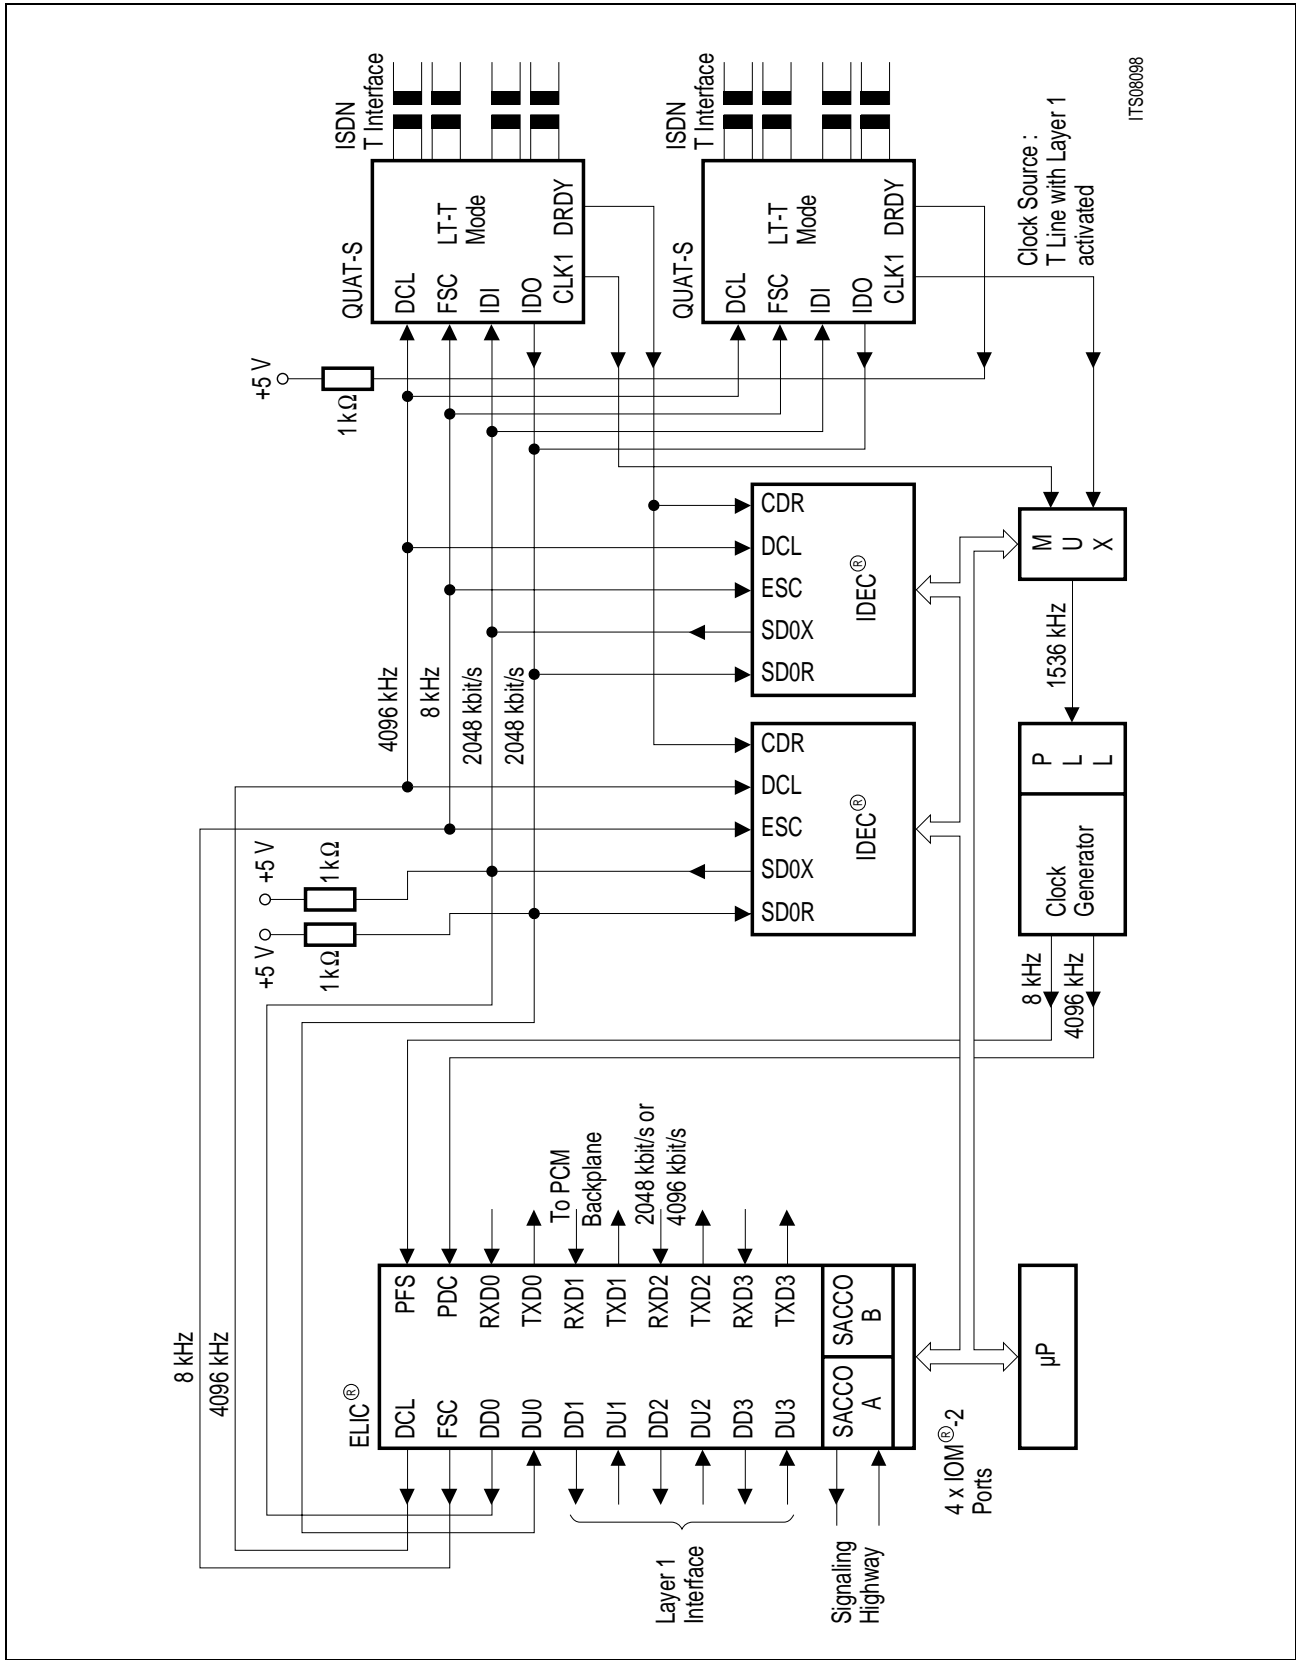 ISDN
T Interface
ISDN
T Interface
QUAT-S
DCL
FSC
IDI
IDO
CLK1
DRDY
LT-T
Mode
QUAT-S
DCL
FSC
IDI
IDO
CLK1
DRDY
LT-T
Mode
Clock Source :
T Line with Layer 1
activated
ITS08098
+5 V
1 kΩ
CDR
DCL
ESC
SD0X
SD0R
IDEC®
CDR
DCL
ESC
SD0X
SD0R
IDEC®
4096 kHz
8 kHz
2048 kbit/s
2048 kbit/s
M
U
X
1536 kHz
P
L
L
Clock
Generator
8 kHz
4096 kHz
+5 V
1 kΩ
+5 V
1 kΩ
8 kHz
4096 kHz
ELIC®
PFS
PDC
RXD0
TXD0
RXD1
TXD1
RXD2
TXD2
RXD3
TXD3
To PCM
Backplane
2048 kbit/s or
4096 kbit/s
DCL
FSC
DD0
DU0
DD1
DU1
DD2
DU2
DD3
DU3
SACCO
A
SACCO
B
Layer 1
Interface
Signaling
Highway
4 x IOM®-2
Ports
µP